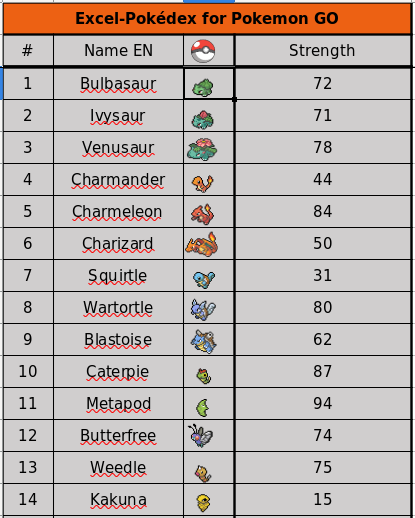 Excel-Pokédex for Pokemon GO
# Name EN Strength
1 Bulbasaur 72
2 Ivysaur 71
3 Venusaur 78
4 Charmander 44
5 Charmeleon 84
6 Charizard 50
7 Squirtle 31
8 Wartortle 80
9 Blastoise 62
10 Caterpie 87
11 Metapod 94
12 Butterfree 74
13 Weedle 75
14 Kakuna 15